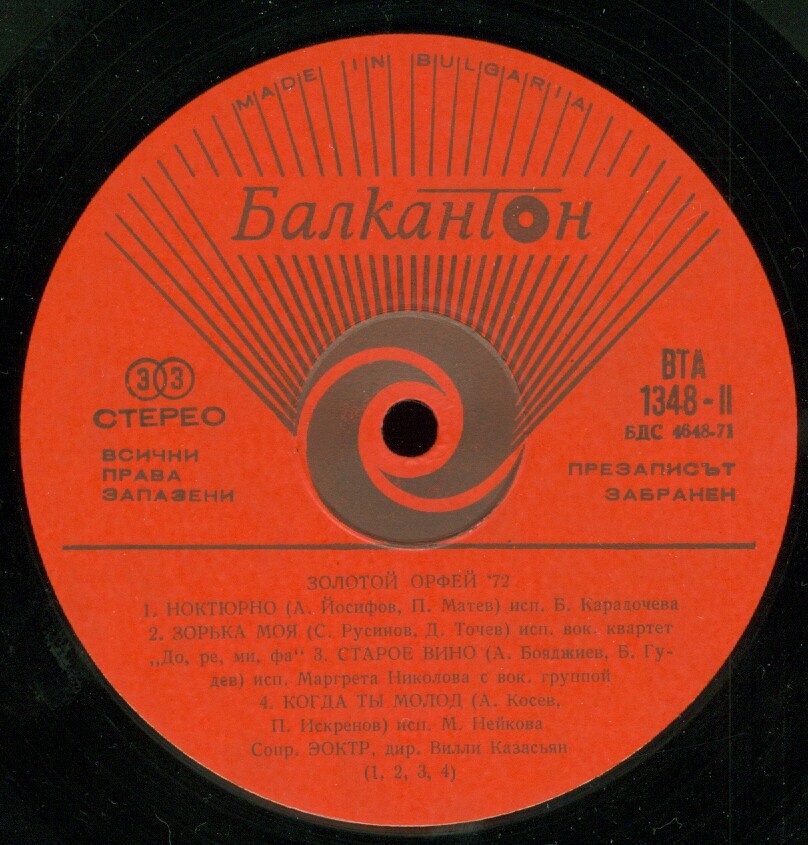 MADE IN BULGARIA
Балкантон
33
СТЕРЕО
ВСИЧНИ
ПРАВА
ЗАПАЗЕНИ
ВТА
1348-II
БДС 4648-71
ПРЕЗАПИСЪТ
ЗАБРАНЕН
ЗОЛОТОЙ ОРФЕЙ '72
1. НОКТЮРНО (А. Йосифов, П. Матев) исп. Б. Карадочева
2. ЗОРЬКА МОЯ (С. Русинов, Д. Точев) исп. вок. квартет
„До, ре, ми, фа“ 3. СТАРОЕ ВИНО (А. Бояджиев, Б. Гу-
дев) исп. Маргрета Николова с вок. группой
4. КОГДА ТЫ МОЛОД (А. Косев,
П. Искренов) исп. М. Нейкова
Сопр. ЭОКТР, дир. Вилли Казасьян
(1, 2, 3, 4)